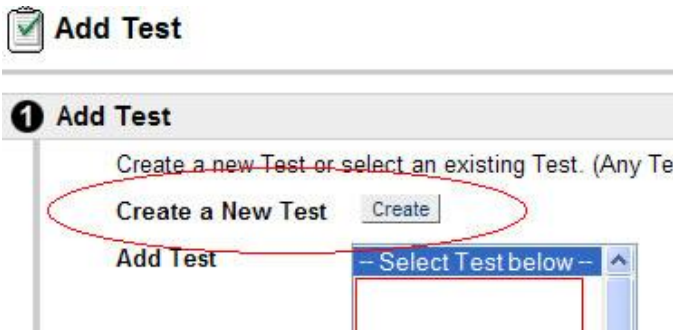 Add Test
1 Add Test
Create a new Test or select an existing Test. (Any Te
Create a New Test Create
Add Test -- Select Test below --